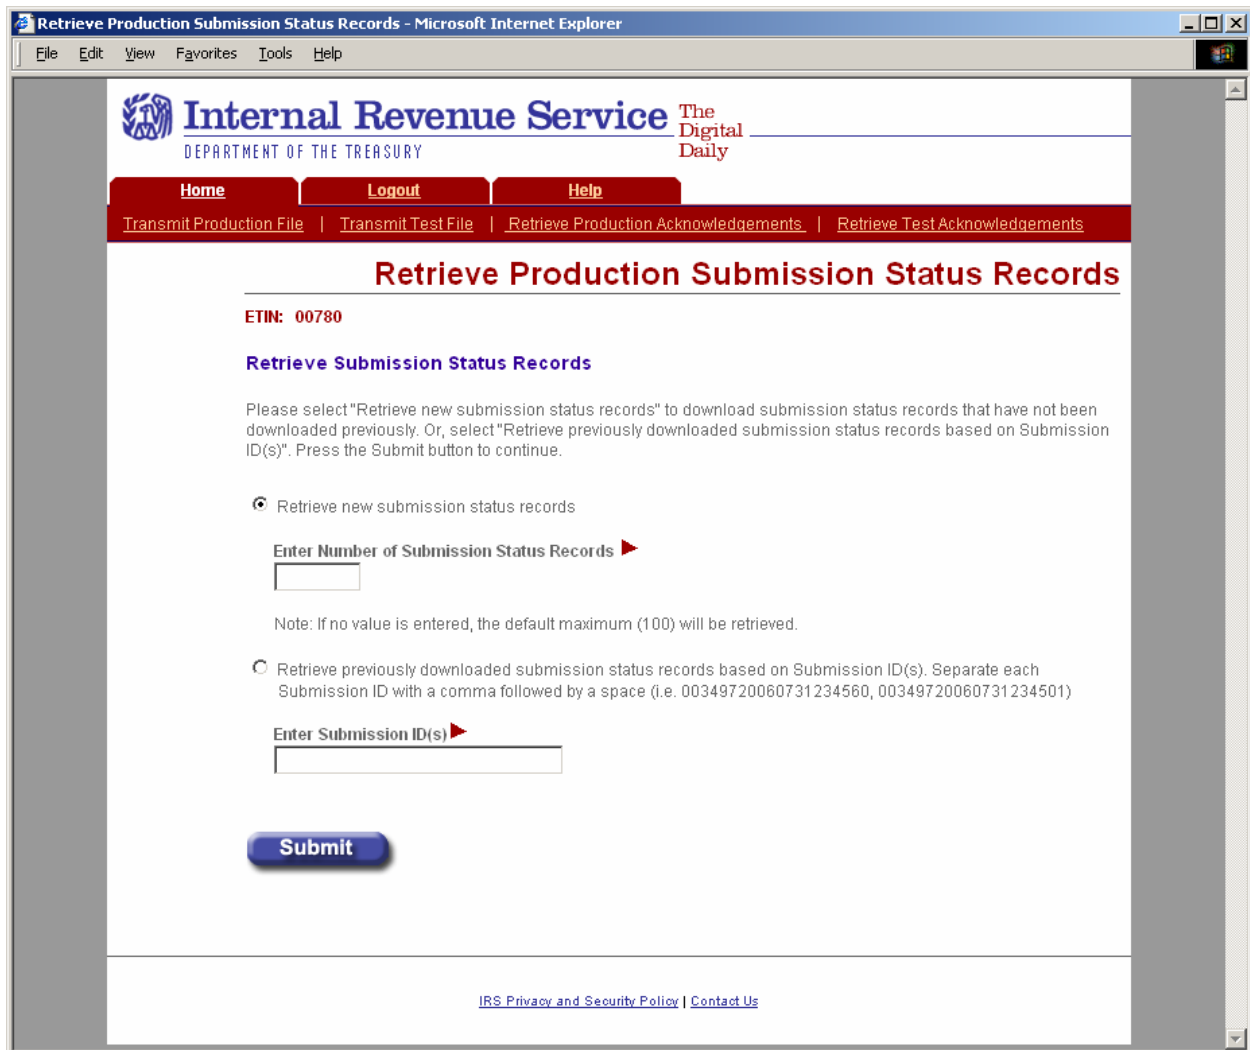 Retrieve Production Submission Status Records - Microsoft Internet Explorer
File Edit View Favorites Tools Help
Internal Revenue Service
DEPARTMENT OF THE TREASURY
The
Digital
Daily
Home Logout Help
Transmit Production File | Transmit Test File | Retrieve Production Acknowledgements | Retrieve Test Acknowledgements
Retrieve Production Submission Status Records
ETIN: 00780
Retrieve Submission Status Records
Please select "Retrieve new submission status records" to download submission status records that have not been
downloaded previously. Or, select "Retrieve previously downloaded submission status records based on Submission
ID(s)". Press the Submit button to continue.
Retrieve new submission status records
Enter Number of Submission Status Records
Note: If no value is entered, the default maximum (100) will be retrieved.
Retrieve previously downloaded submission status records based on Submission ID(s). Separate each
Submission ID with a comma followed by a space (i.e. 00349720060731234560, 00349720060731234501)
Enter Submission ID(s)
Submit
IRS Privacy and Security Policy | Contact Us